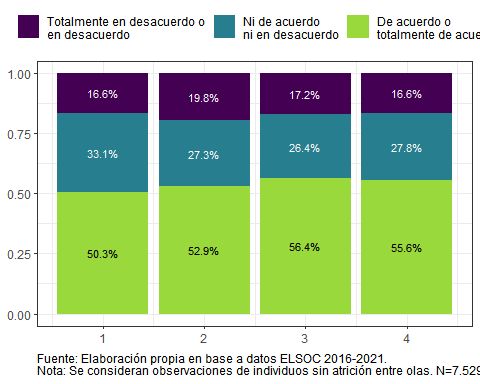 Totalmente en desacuerdo o
en desacuerdo
Ni de acuerdo
ni en desacuerdo
De acuerdo o
totalmente de acue
1.00
16.6%
19.8%
17.2%
16.6%
0.75
33.1%
27.3%
26.4%
27.8%
0.50
50.3%
52.9%
56.4%
55.6%
0.25
0.00
1
2
3
4
Fuente: Elaboración propia en base a datos ELSOC 2016-2021.
Nota: Se consideran observaciones de individuos sin atrición entre olas. N=7.529